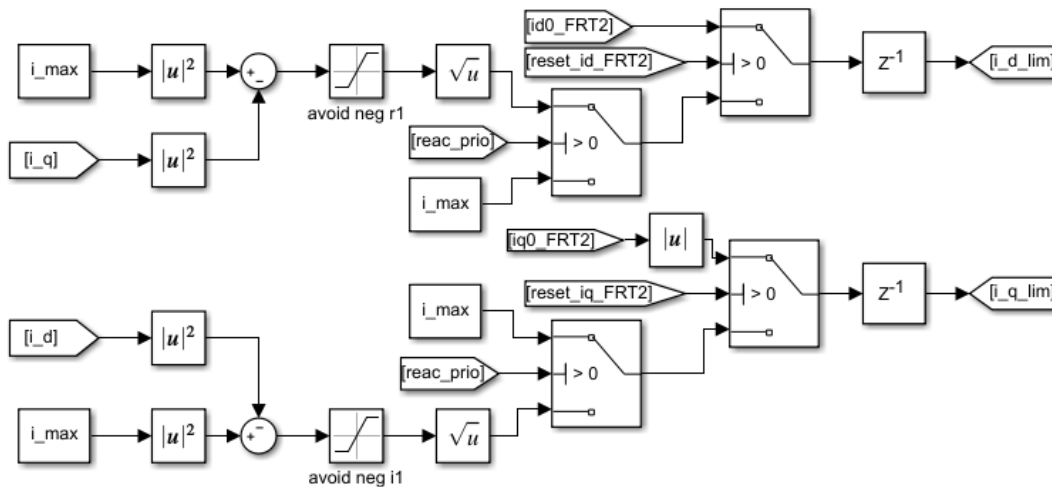 [id0_FRT2]
i_max
|u|²
+
−
avoid neg r1
√u
[reset_id_FRT2]
> 0
Z⁻¹
[i_d_lim]
[i_q]
|u|²
[reac_prio]
> 0
i_max
[iq0_FRT2]
|u|
i_max
[reset_iq_FRT2]
> 0
Z⁻¹
[i_q_lim]
[i_d]
|u|²
[reac_prio]
> 0
i_max
|u|²
+
−
avoid neg i1
√u